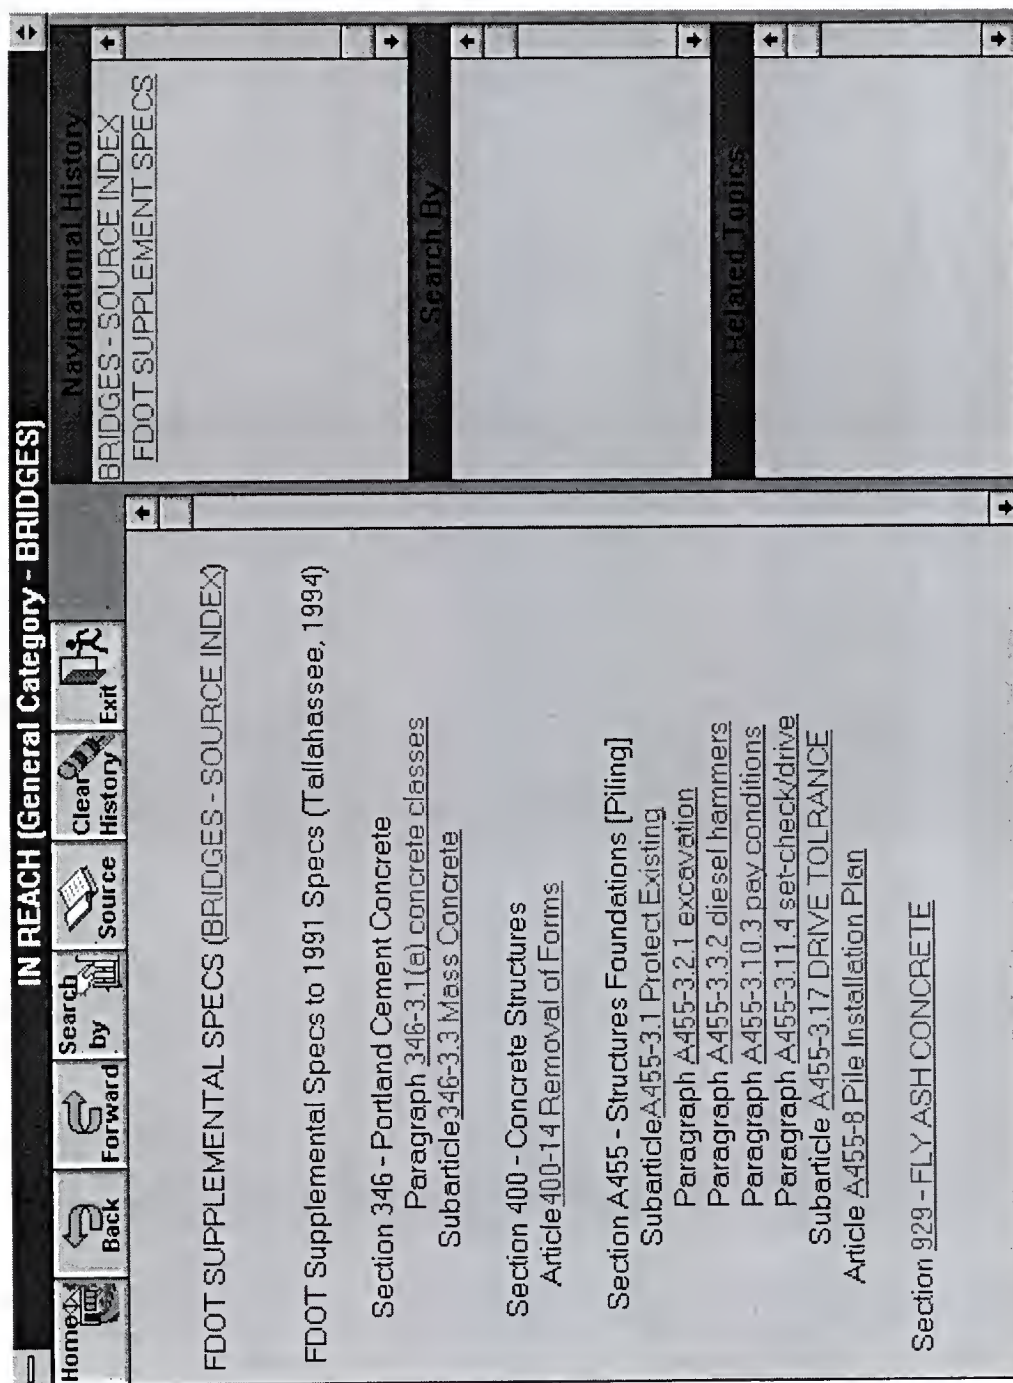 IN REACH [General Category - BRIDGES]
Home
Back
Forward
Search by
Source
Clear History
Exit
FDOT SUPPLEMENTAL SPECS (BRIDGES - SOURCE INDEX)
FDOT Supplemental Specs to 1991 Specs (Tallahassee, 1994)
Section 346 - Portland Cement Concrete
Paragraph 346-3.1(a) concrete classes
Subarticle346-3.3 Mass Concrete
Section 400 - Concrete Structures
Article400-14 Removal of Forms
Section A455 - Structures Foundations [Piling]
SubarticleA455-3.1 Protect Existing
Paragraph A455-3.2.1 excavation
Paragraph A455-3.3.2 diesel hammers
Paragraph A455-3.10.3 pay conditions
Paragraph A455-3.11.4 set-check/drive
Subarticle A455-3.17 DRIVE TOLRANCE
Article A455-8 Pile Installation Plan
Section 929 - FLY ASH CONCRETE
Navigational History
BRIDGES - SOURCE INDEX
FDOT SUPPLEMENT SPECS
Search By
Related Topics